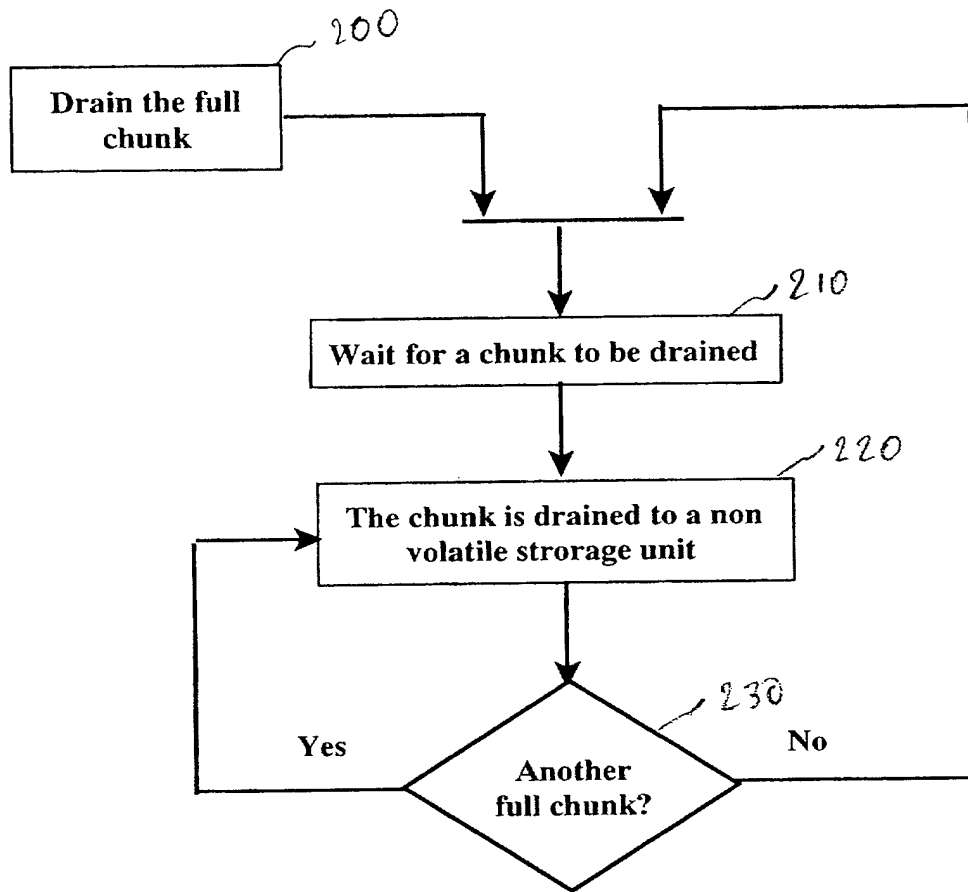 200
Drain the full
chunk
210
Wait for a chunk to be drained
220
The chunk is drained to a non
volatile strorage unit
230
Yes
No
Another
full chunk?